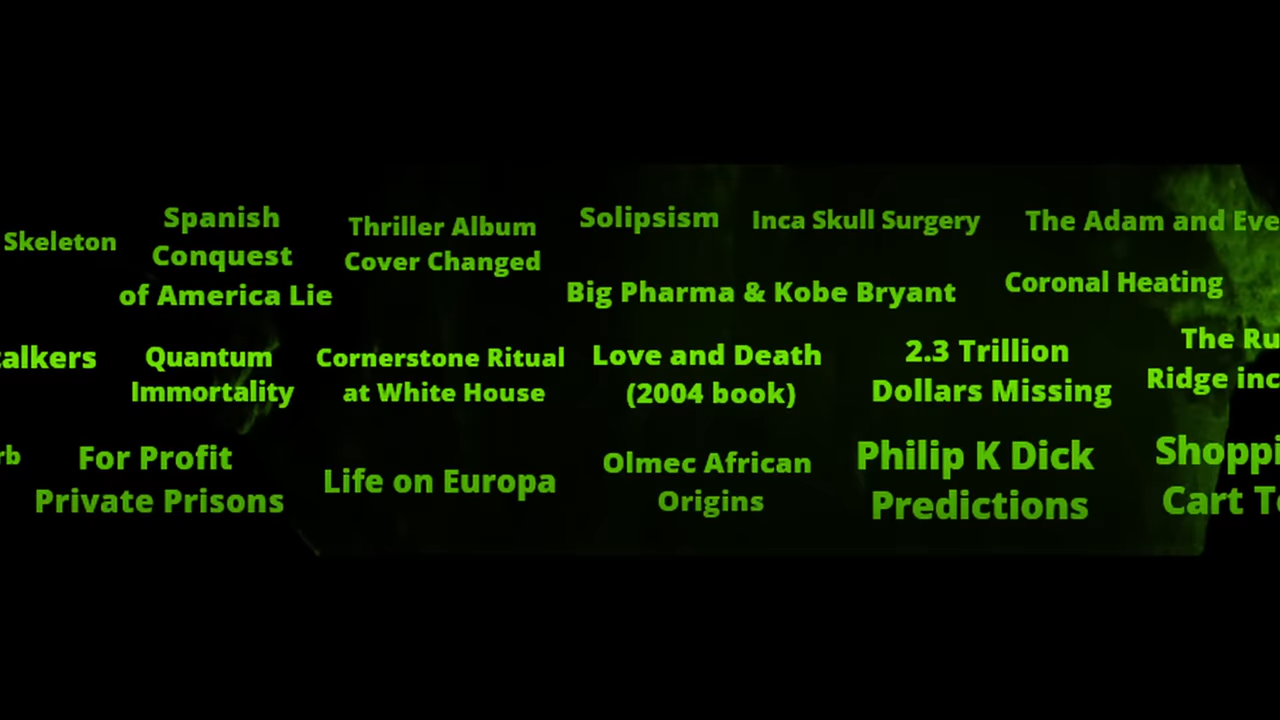 Skeleton
Spanish
Conquest
of America Lie
Thriller Album
Cover Changed
Solipsism
Inca Skull Surgery
The Adam and Eve
Big Pharma & Kobe Bryant
Coronal Heating
Quantum
Immortality
Cornerstone Ritual
at White House
Love and Death
(2004 book)
2.3 Trillion
Dollars Missing
The
Ridge
For Profit
Private Prisons
Life on Europa
Olmec African
Origins
Philip K Dick
Predictions
Cart